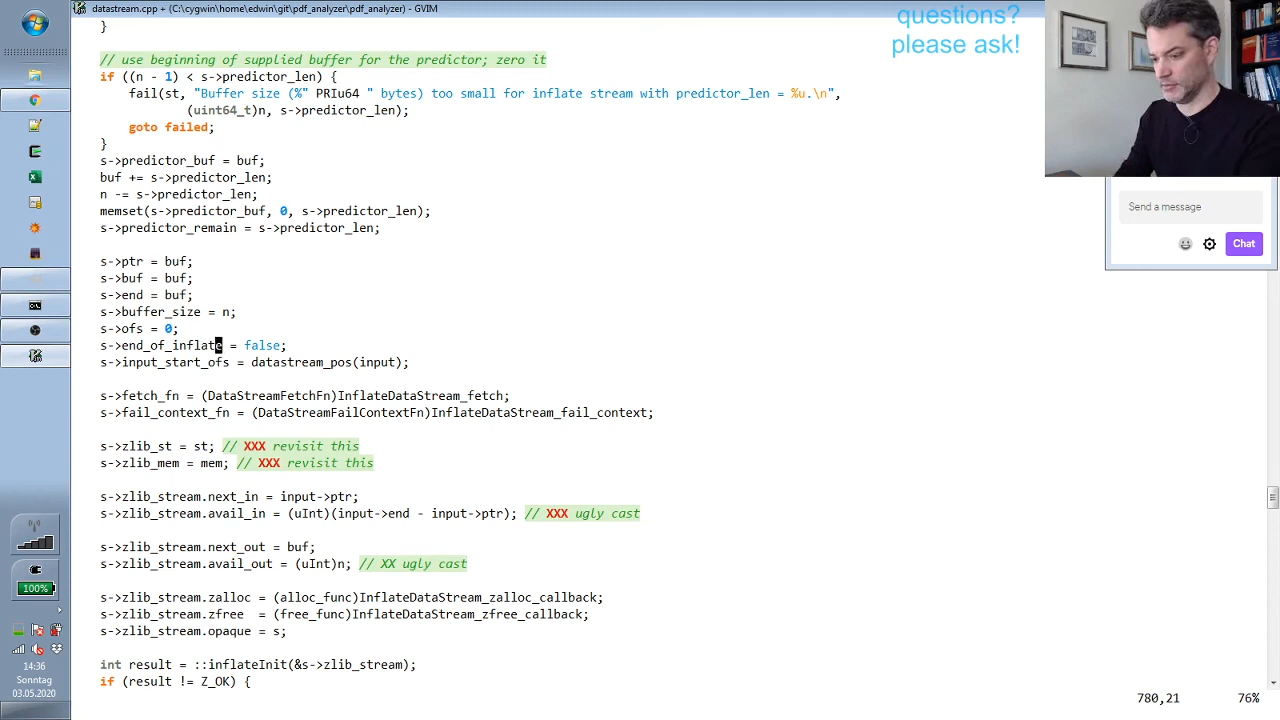 datastream.cpp + (C:\cygwin\home\edwin\git\pdf_analyzer\pdf_analyzer) - GVIM
questions?
please ask!
}
// use beginning of supplied buffer for the predictor; zero it
if ((n - 1) < s->predictor_len) {
fail(st, "Buffer size (%" PRIu64 " bytes) too small for inflate stream with predictor_len = %u.\n",
(uint64_t)n, s->predictor_len);
goto failed;
}
s->predictor_buf = buf;
buf += s->predictor_len;
n -= s->predictor_len;
memset(s->predictor_buf, 0, s->predictor_len);
s->predictor_remain = s->predictor_len;
s->ptr = buf;
s->buf = buf;
s->end = buf;
s->buffer_size = n;
s->ofs = 0;
s->end_of_inflate = false;
s->input_start_ofs = datastream_pos(input);
s->fetch_fn = (DataStreamFetchFn)InflateDataStream_fetch;
s->fail_context_fn = (DataStreamFailContextFn)InflateDataStream_fail_context;
s->zlib_st = st; // XXX revisit this
s->zlib_mem = mem; // XXX revisit this
s->zlib_stream.next_in = input->ptr;
s->zlib_stream.avail_in = (uInt)(input->end - input->ptr); // XXX ugly cast
s->zlib_stream.next_out = buf;
s->zlib_stream.avail_out = (uInt)n; // XX ugly cast
s->zlib_stream.zalloc = (alloc_func)InflateDataStream_zalloc_callback;
s->zlib_stream.zfree  = (free_func)InflateDataStream_zfree_callback;
s->zlib_stream.opaque = s;
int result = ::inflateInit(&s->zlib_stream);
if (result != Z_OK) {
780,21 76%
Send a message
Chat
100%
14:36
Sonntag
03.05.2020